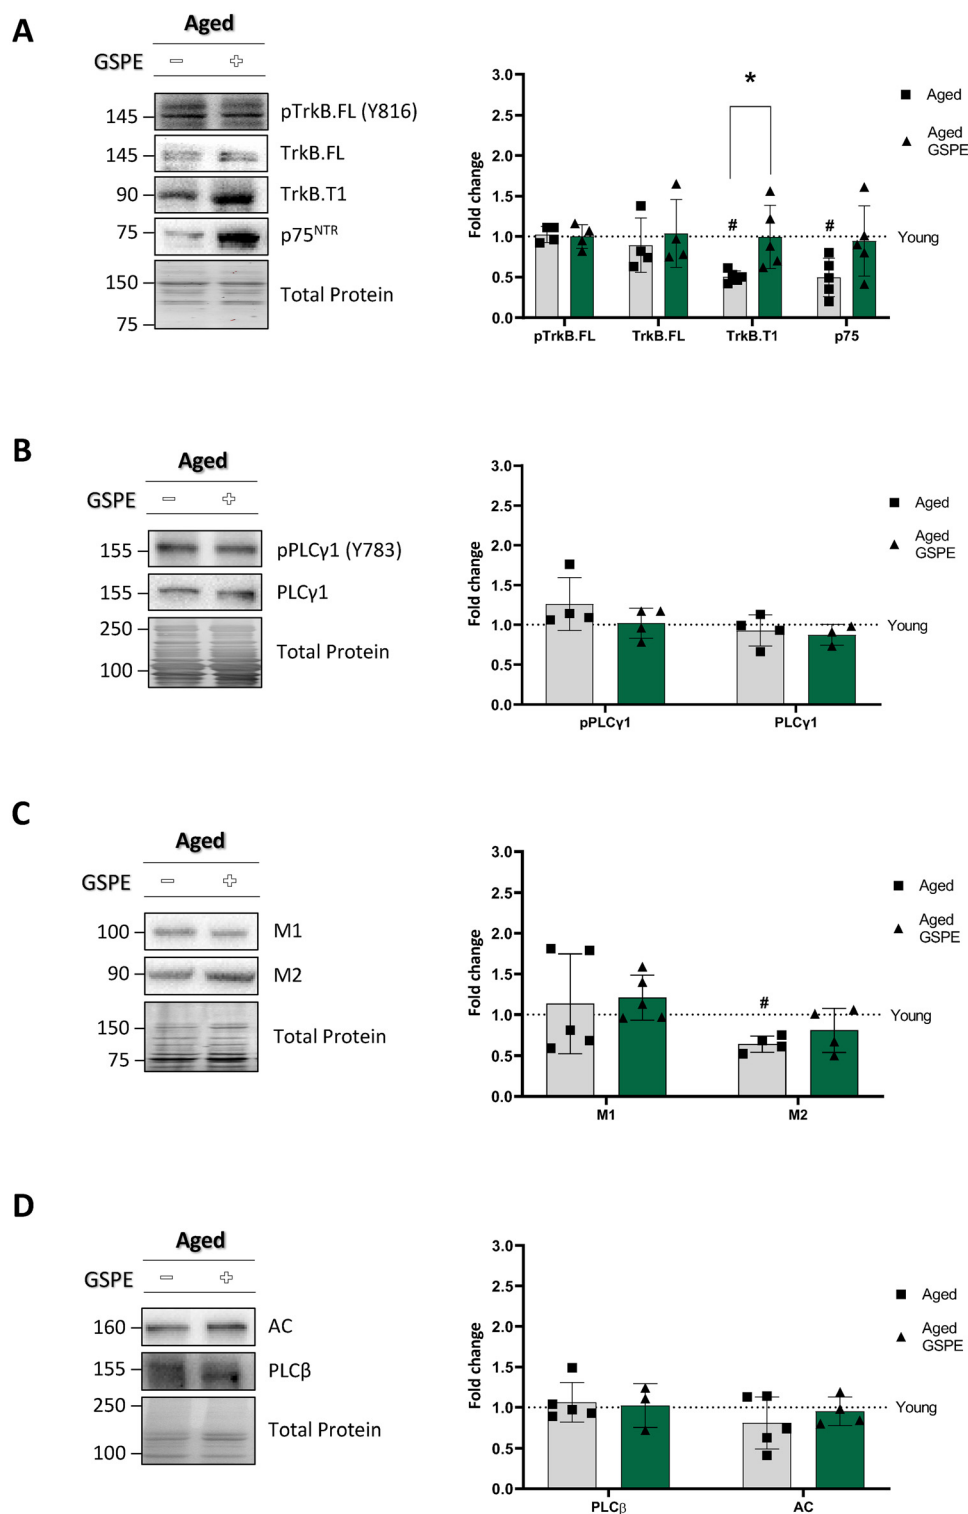 A
Aged
GSPE − +
145 pTrkB.FL (Y816)
145 TrkB.FL
90 TrkB.T1
75 p75NTR
150 Total Protein
75
3.0
2.5
2.0
1.5
1.0
0.5
0.0
Fold change
*
# #
Young
pTrkB.FL TrkB.FL TrkB.T1 p75
Aged
Aged
GSPE
B
Aged
GSPE − +
155 pPLCγ1 (Y783)
155 PLCγ1
250
Total Protein
100
3.0
2.5
2.0
1.5
1.0
0.5
0.0
Fold change
Young
pPLCγ1 PLCγ1
Aged
Aged
GSPE
C
Aged
GSPE − +
100 M1
90 M2
150
Total Protein
75
3.0
2.5
2.0
1.5
1.0
0.5
0.0
Fold change
#
Young
M1 M2
Aged
Aged
GSPE
D
Aged
GSPE − +
160 AC
155 PLCβ
250
Total Protein
100
3.0
2.5
2.0
1.5
1.0
0.5
0.0
Fold change
Young
PLCβ AC
Aged
Aged
GSPE